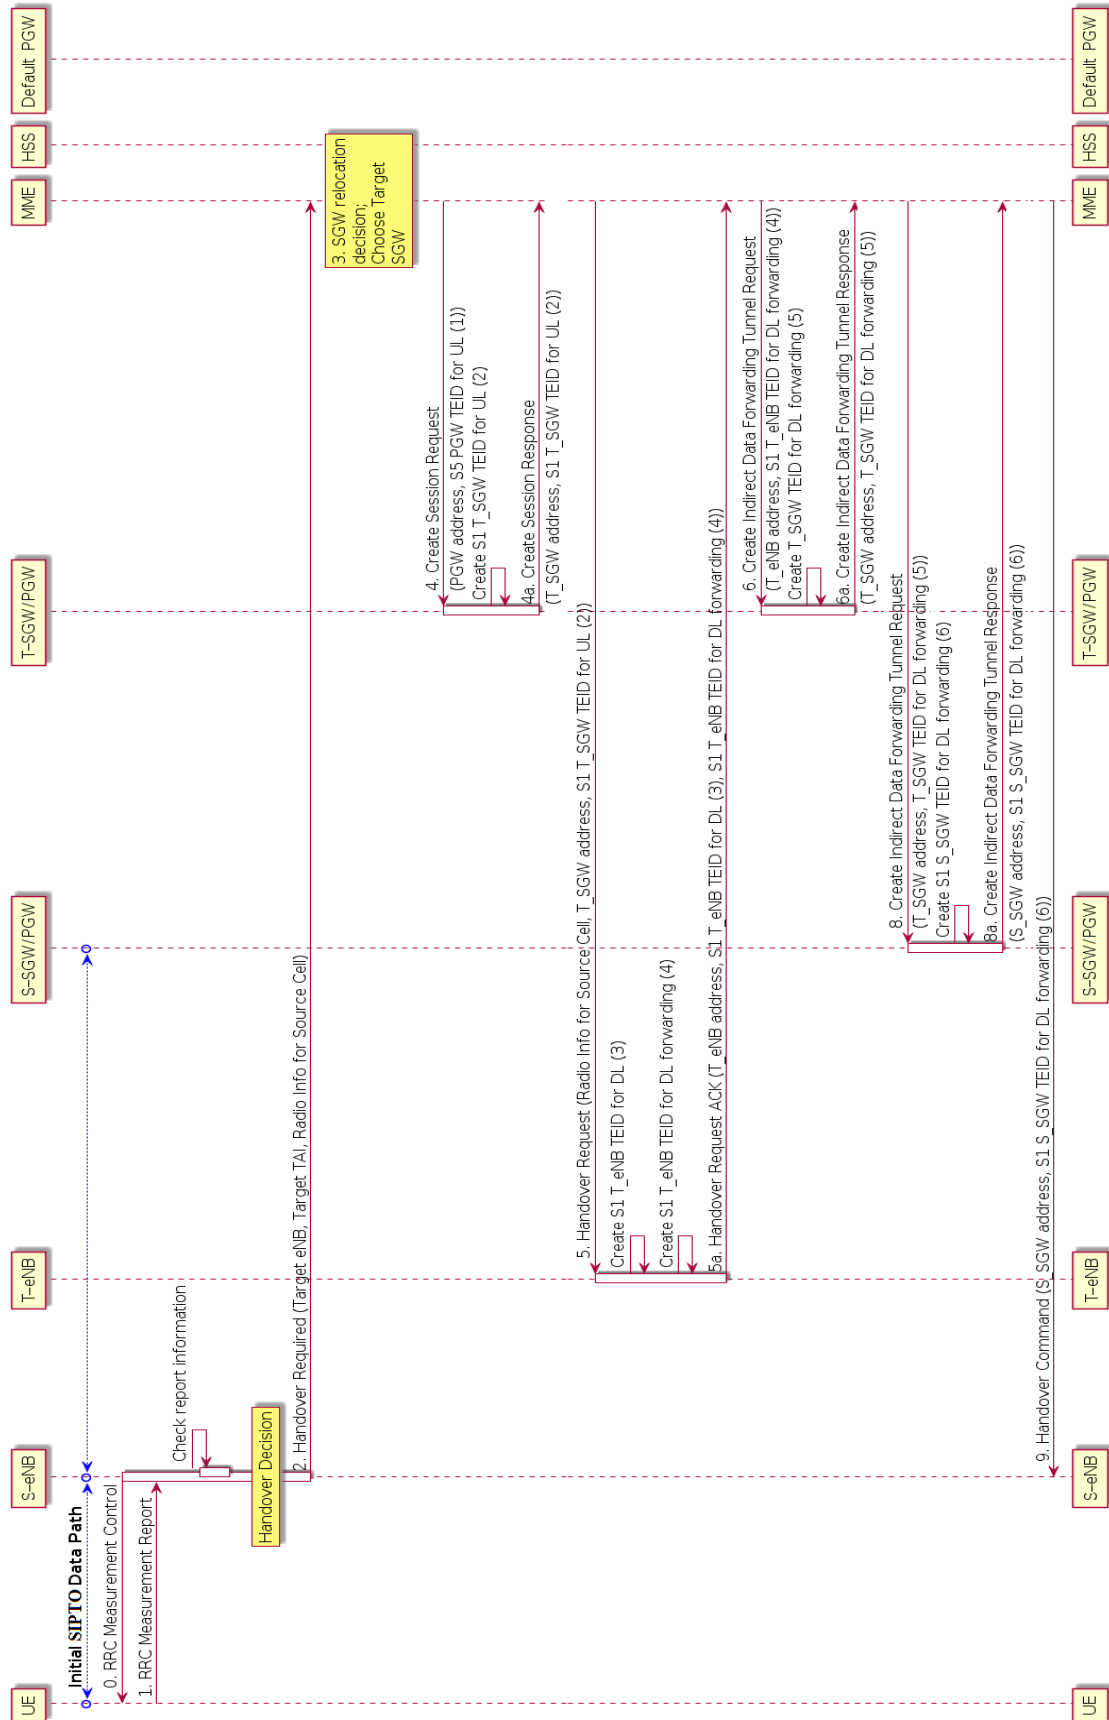 UE
S-eNB
T-eNB
S-SGW/PGW
T-SGW/PGW
MME
HSS
Default PGW
Initial SIPTO Data Path
0. RRC Measurement Control
1. RRC Measurement Report
Check report information
Handover Decision
2. Handover Required (Target eNB, Target TAI, Radio Info for Source Cell)
3. SGW relocation
decision;
Choose Target
SGW
4. Create Session Request
(PGW address, S5 PGW TEID for UL (1))
Create S1 T_SGW TEID for UL (2)
4a. Create Session Response
(T_SGW address, S1 T_SGW TEID for UL (2))
5. Handover Request (Radio Info for Source Cell, T_SGW address, S1 T_SGW TEID for UL (2))
Create S1 T_eNB TEID for DL (3)
Create S1 T_eNB TEID for DL forwarding (4)
5a. Handover Request ACK (T_eNB address, S1 T_eNB TEID for DL (3), S1 T_eNB TEID for DL forwarding (4))
6. Create Indirect Data Forwarding Tunnel Request
(T_eNB address, S1 T_eNB TEID for DL forwarding (4))
Create T_SGW TEID for DL forwarding (5)
6a. Create Indirect Data Forwarding Tunnel Response
(T_SGW address, T_SGW TEID for DL forwarding (5))
8. Create Indirect Data Forwarding Tunnel Request
(T_SGW address, T_SGW TEID for DL forwarding (5))
Create S1 S_SGW TEID for DL forwarding (6)
8a. Create Indirect Data Forwarding Tunnel Response
(S_SGW address, S1 S_SGW TEID for DL forwarding (6))
9. Handover Command (S_SGW address, S1 S_SGW TEID for DL forwarding (6))
UE
S-eNB
T-eNB
S-SGW/PGW
T-SGW/PGW
MME
HSS
Default PGW